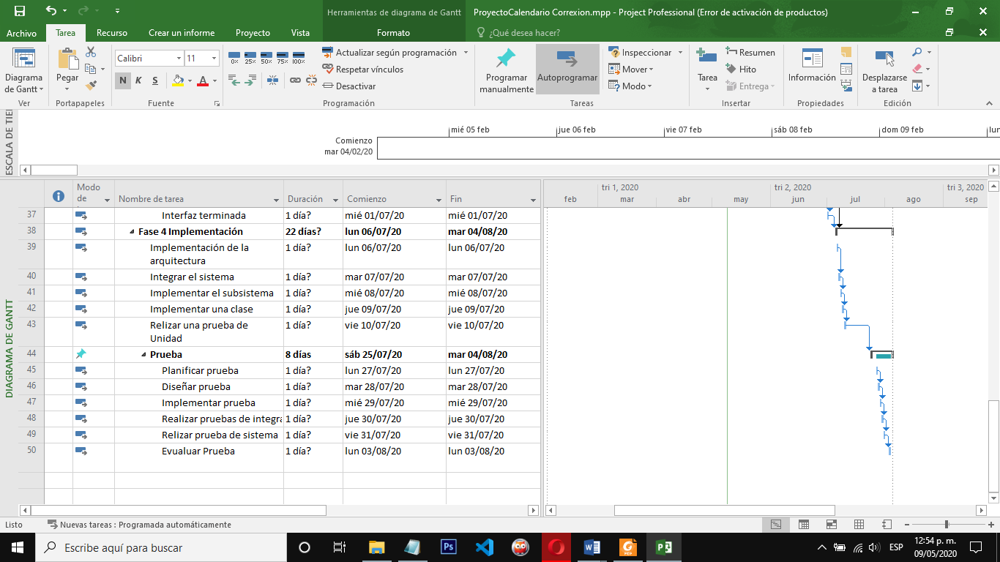 Herramientas de diagrama de Gantt
ProyectoCalendario Correxion.mpp - Project Professional (Error de activación de productos)
Archivo Tarea Recurso Crear un informe Proyecto Vista Formato ¿Qué desea hacer?
Diagrama de Gantt
Ver
Pegar
Portapapeles
Calibri 11
N K S A
Fuente
0% 25% 50% 75% 100%
Actualizar según programación
Respetar vínculos
Desactivar
Programación
Programar manualmente
Autoprogramar
Inspeccionar
Mover
Modo
Tareas
Tarea
Resumen
Hito
Entrega
Insertar
Información
Propiedades
Desplazarse a tarea
Edición
ESCALA DE TIE
Comienzo
mar 04/02/20
mié 05 feb jue 06 feb vie 07 feb sáb 08 feb dom 09 feb lun
DIAGRAMA DE GANTT
Modo de Nombre de tarea Duración Comienzo Fin
tri 1, 2020 tri 2, 2020 tri 3, 2020
feb mar abr may jun jul ago sep
37 Interfaz terminada 1 día? mié 01/07/20 mié 01/07/20
38 Fase 4 Implementación 22 días? lun 06/07/20 mar 04/08/20
39 Implementación de la arquitectura 1 día? lun 06/07/20 lun 06/07/20
40 Integrar el sistema 1 día? mar 07/07/20 mar 07/07/20
41 Implementar el subsistema 1 día? mié 08/07/20 mié 08/07/20
42 Implementar una clase 1 día? jue 09/07/20 jue 09/07/20
43 Relizar una prueba de Unidad 1 día? vie 10/07/20 vie 10/07/20
44 Prueba 8 días sáb 25/07/20 mar 04/08/20
45 Planificar prueba 1 día? lun 27/07/20 lun 27/07/20
46 Diseñar prueba 1 día? mar 28/07/20 mar 28/07/20
47 Implementar prueba 1 día? mié 29/07/20 mié 29/07/20
48 Realizar pruebas de integra 1 día? jue 30/07/20 jue 30/07/20
49 Relizar prueba de sistema 1 día? vie 31/07/20 vie 31/07/20
50 Evualuar Prueba 1 día? lun 03/08/20 lun 03/08/20
Listo Nuevas tareas : Programada automáticamente
Escribe aquí para buscar
Ps
PDF
ESP
12:54 p. m.
09/05/2020